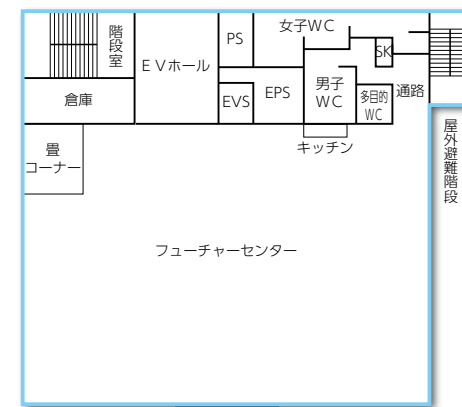 階段室
ＥＶホール
PS
女子WC
SK
倉庫
EVS
EPS
男子
WC
多目的
WC
通路
畳
コーナー
キッチン
屋外避難階段
フューチャーセンター